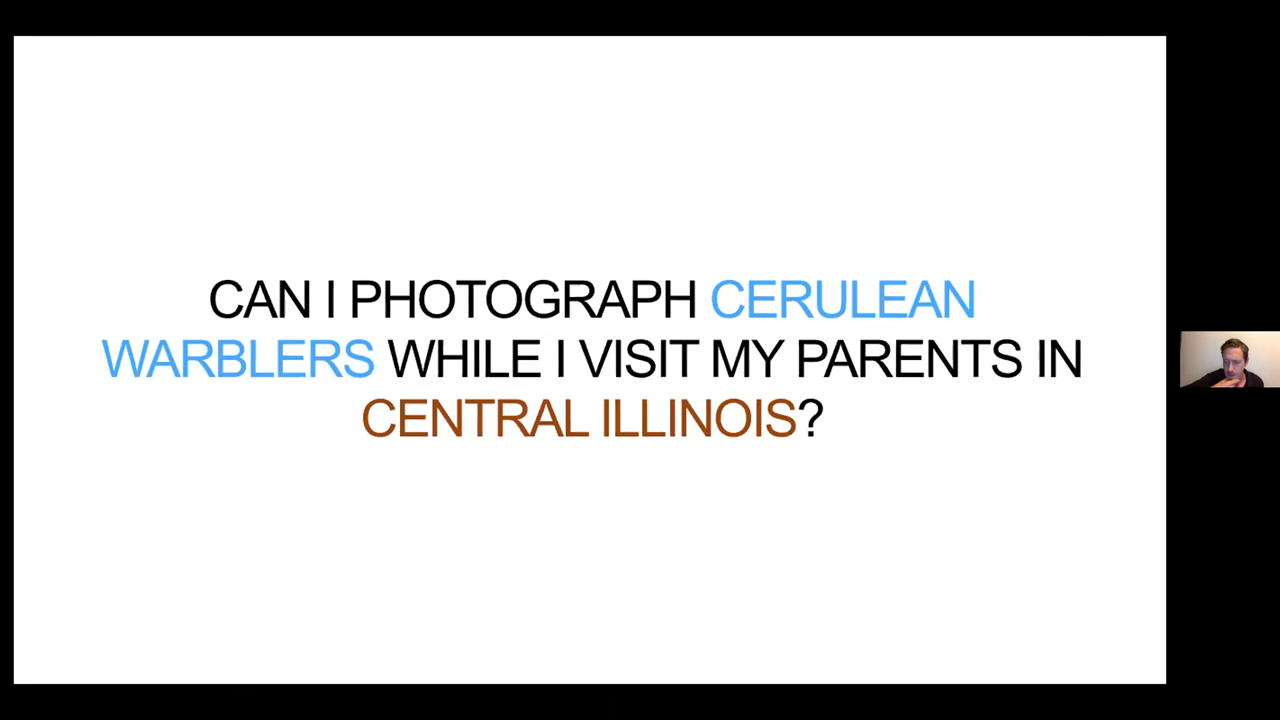 CAN I PHOTOGRAPH CERULEAN
WARBLERS WHILE I VISIT MY PARENTS IN
CENTRAL ILLINOIS?